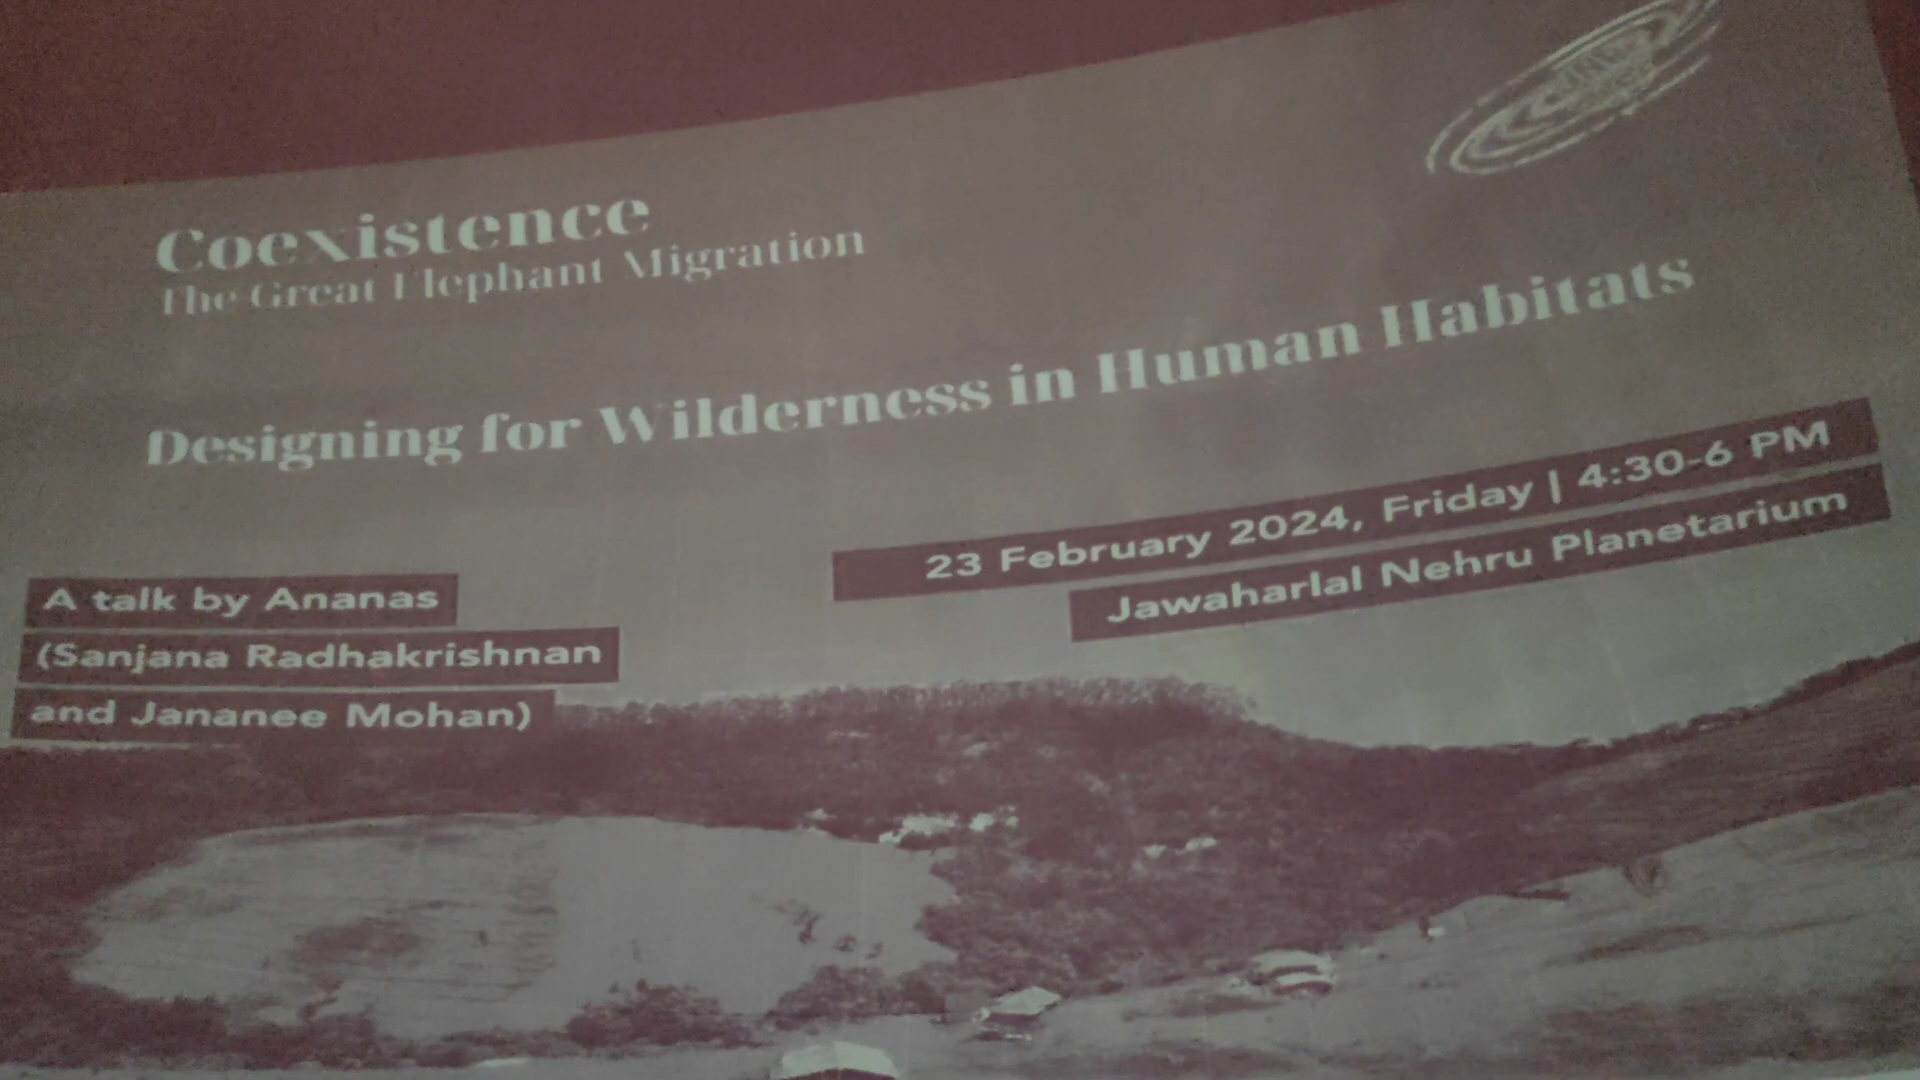 Coexistence
The Great Elephant Migration
Designing for Wilderness in Human Habitats
23 February 2024, Friday | 4:30-6 PM
Jawaharlal Nehru Planetarium
A talk by Ananas
(Sanjana Radhakrishnan
and Jananee Mohan)